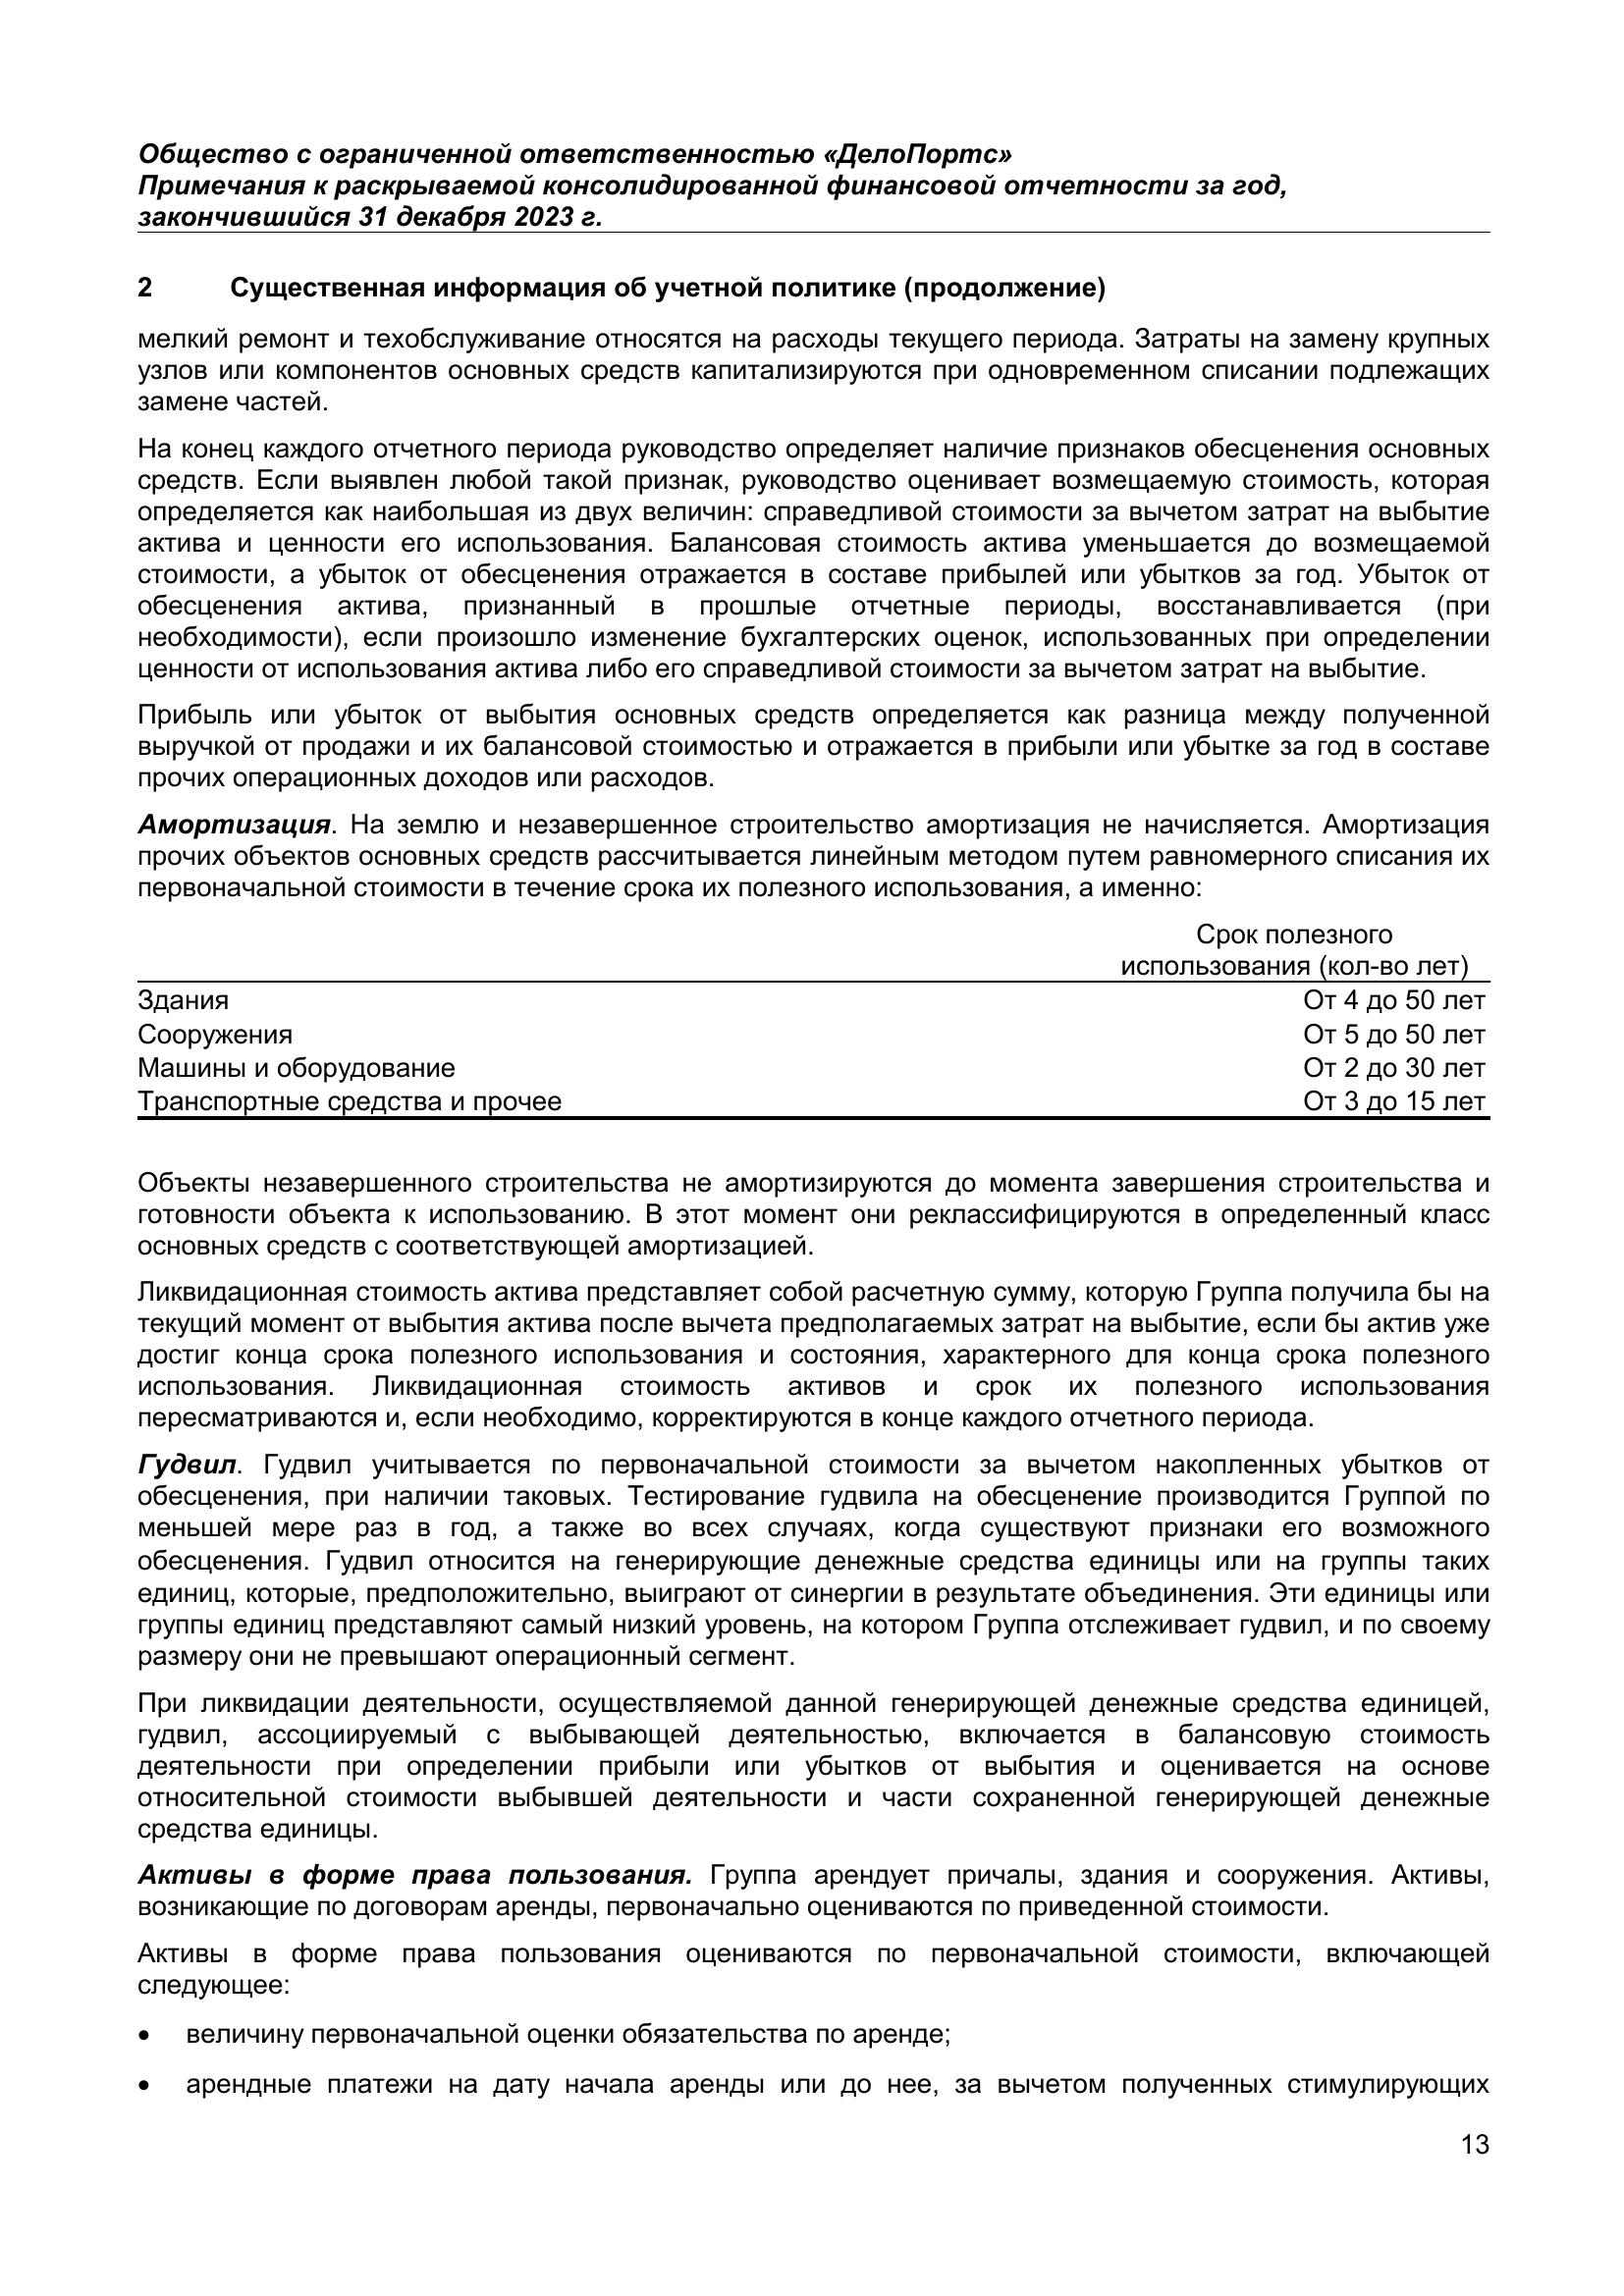 Общество с ограниченной ответственностью «ДелоПортс»
Примечания к раскрываемой консолидированной финансовой отчетности за год,
закончившийся 31 декабря 2023 г.
2 Существенная информация об учетной политике (продолжение)
мелкий ремонт и техобслуживание относятся на расходы текущего периода. Затраты на замену крупных
узлов или компонентов основных средств капитализируются при одновременном списании подлежащих
замене частей.
На конец каждого отчетного периода руководство определяет наличие признаков обесценения основных
средств. Если выявлен любой такой признак, руководство оценивает возмещаемую стоимость, которая
определяется как наибольшая из двух величин: справедливой стоимости за вычетом затрат на выбытие
актива и ценности его использования. Балансовая стоимость актива уменьшается до возмещаемой
стоимости, а убыток от обесценения отражается в составе прибылей или убытков за год. Убыток от
обесценения актива, признанный в прошлые отчетные периоды, восстанавливается (при
необходимости), если произошло изменение бухгалтерских оценок, использованных при определении
ценности от использования актива либо его справедливой стоимости за вычетом затрат на выбытие.
Прибыль или убыток от выбытия основных средств определяется как разница между полученной
выручкой от продажи и их балансовой стоимостью и отражается в прибыли или убытке за год в составе
прочих операционных доходов или расходов.
Амортизация. На землю и незавершенное строительство амортизация не начисляется. Амортизация
прочих объектов основных средств рассчитывается линейным методом путем равномерного списания их
первоначальной стоимости в течение срока их полезного использования, а именно:
Срок полезного
использования (кол-во лет)
Здания От 4 до 50 лет
Сооружения От 5 до 50 лет
Машины и оборудование От 2 до 30 лет
Транспортные средства и прочее От 3 до 15 лет
Объекты незавершенного строительства не амортизируются до момента завершения строительства и
готовности объекта к использованию. В этот момент они реклассифицируются в определенный класс
основных средств с соответствующей амортизацией.
Ликвидационная стоимость актива представляет собой расчетную сумму, которую Группа получила бы на
текущий момент от выбытия актива после вычета предполагаемых затрат на выбытие, если бы актив уже
достиг конца срока полезного использования и состояния, характерного для конца срока полезного
использования. Ликвидационная стоимость активов и срок их полезного использования
пересматриваются и, если необходимо, корректируются в конце каждого отчетного периода.
Гудвил. Гудвил учитывается по первоначальной стоимости за вычетом накопленных убытков от
обесценения, при наличии таковых. Тестирование гудвила на обесценение производится Группой по
меньшей мере раз в год, а также во всех случаях, когда существуют признаки его возможного
обесценения. Гудвил относится на генерирующие денежные средства единицы или на группы таких
единиц, которые, предположительно, выиграют от синергии в результате объединения. Эти единицы или
группы единиц представляют самый низкий уровень, на котором Группа отслеживает гудвил, и по своему
размеру они не превышают операционный сегмент.
При ликвидации деятельности, осуществляемой данной генерирующей денежные средства единицей,
гудвил, ассоциируемый с выбывающей деятельностью, включается в балансовую стоимость
деятельности при определении прибыли или убытков от выбытия и оценивается на основе
относительной стоимости выбывшей деятельности и части сохраненной генерирующей денежные
средства единицы.
Активы в форме права пользования. Группа арендует причалы, здания и сооружения. Активы,
возникающие по договорам аренды, первоначально оцениваются по приведенной стоимости.
Активы в форме права пользования оцениваются по первоначальной стоимости, включающей
следующее:
• величину первоначальной оценки обязательства по аренде;
• арендные платежи на дату начала аренды или до нее, за вычетом полученных стимулирующих
13